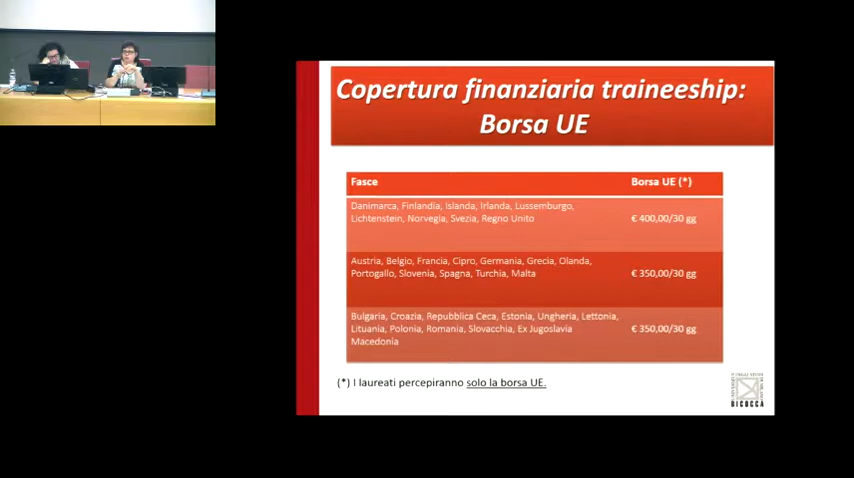 Copertura finanziaria traineeship:
Borsa UE
Fasce Borsa UE (*)
Danimarca, Finlandia, Islanda, Irlanda, Lussemburgo,
Lichtenstein, Norvegia, Svezia, Regno Unito € 400,00/30 gg
Austria, Belgio, Francia, Cipro, Germania, Grecia, Olanda,
Portogallo, Slovenia, Spagna, Turchia, Malta € 350,00/30 gg
Bulgaria, Croazia, Repubblica Ceca, Estonia, Ungheria, Lettonia,
Lituania, Polonia, Romania, Slovacchia, Ex Jugoslavia € 350,00/30 gg
Macedonia
(*) I laureati percepiranno solo la borsa UE.
BICOCCA